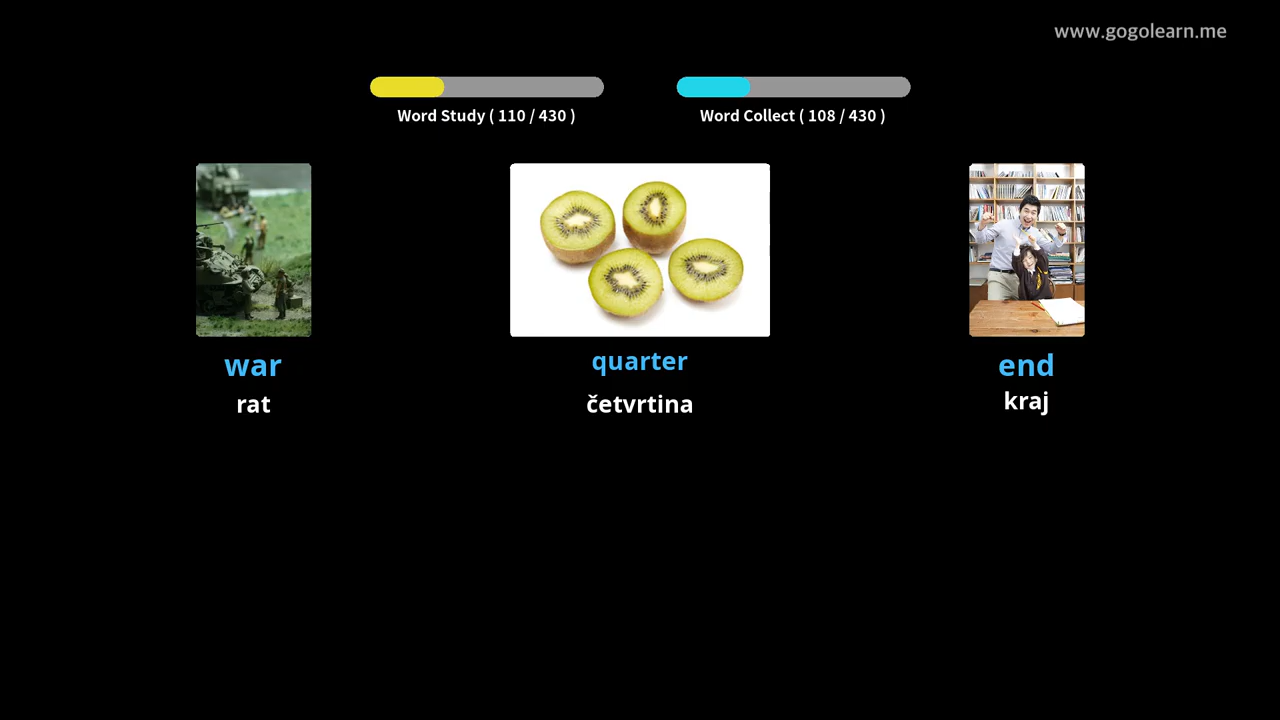 www.gogolearn.me
Word Study ( 110 / 430 )
Word Collect ( 108 / 430 )
war
rat
quarter
četvrtina
end
kraj